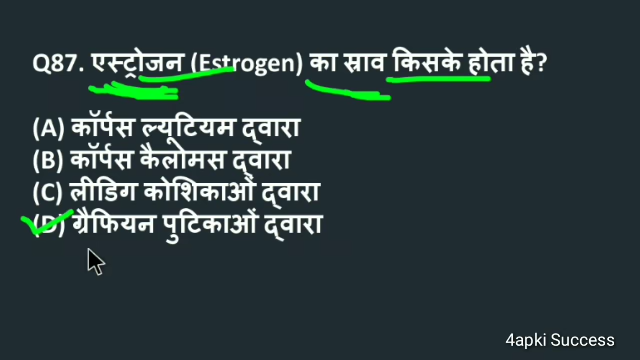 Q87. एस्ट्रोजन (Estrogen) का स्राव किसके होता है?
(A) कॉर्पस ल्यूटियम द्वारा
(B) कॉर्पस कैलोमस द्वारा
(C) लीडिग कोशिकाओं द्वारा
(D) ग्रैफियन पुटिकाओं द्वारा
4apki Success